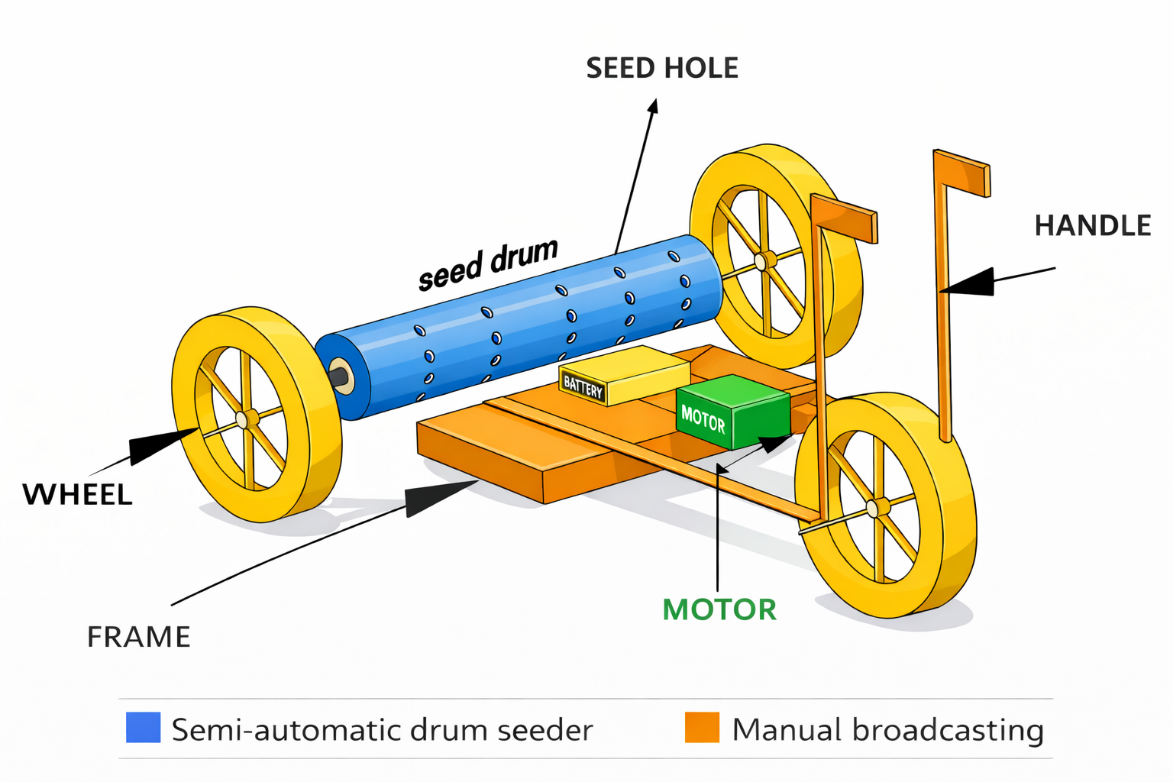 SEED HOLE
seed drum
HANDLE
BATTERY
MOTOR
WHEEL
MOTOR
FRAME
Semi-automatic drum seeder
Manual broadcasting